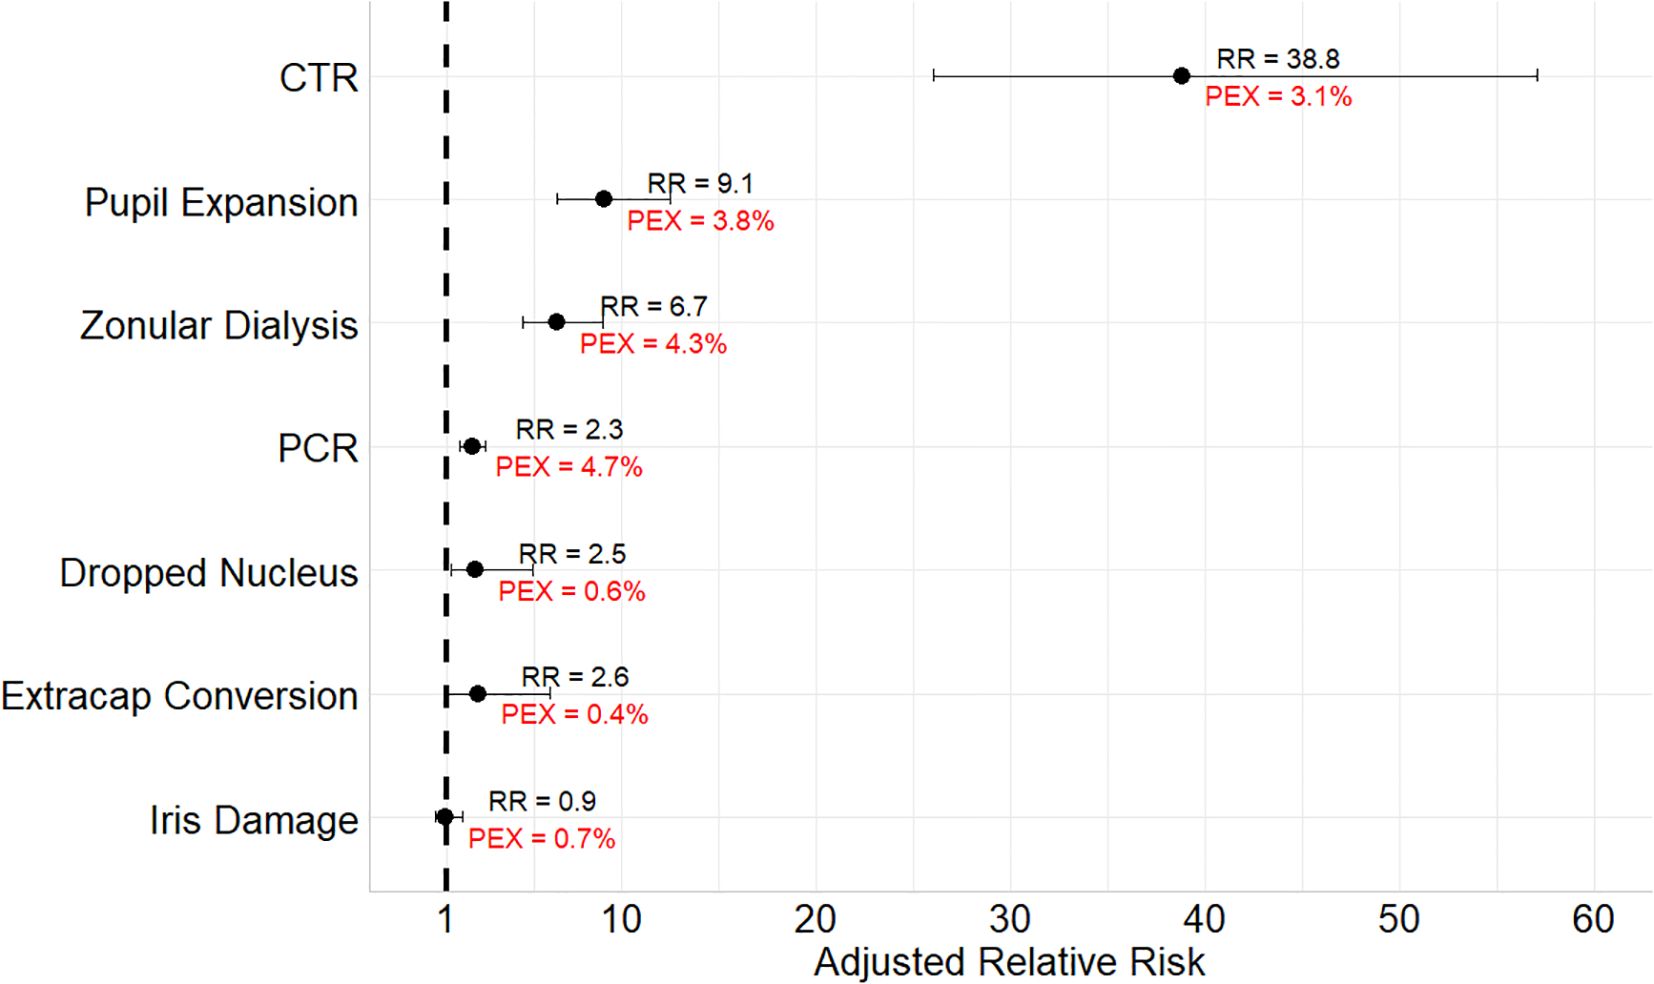 CTR
RR = 38.8
PEX = 3.1%
Pupil Expansion
RR = 9.1
PEX = 3.8%
Zonular Dialysis
RR = 6.7
PEX = 4.3%
PCR
RR = 2.3
PEX = 4.7%
Dropped Nucleus
RR = 2.5
PEX = 0.6%
Extracap Conversion
RR = 2.6
PEX = 0.4%
Iris Damage
RR = 0.9
PEX = 0.7%
1 10 20 30 40 50 60
Adjusted Relative Risk